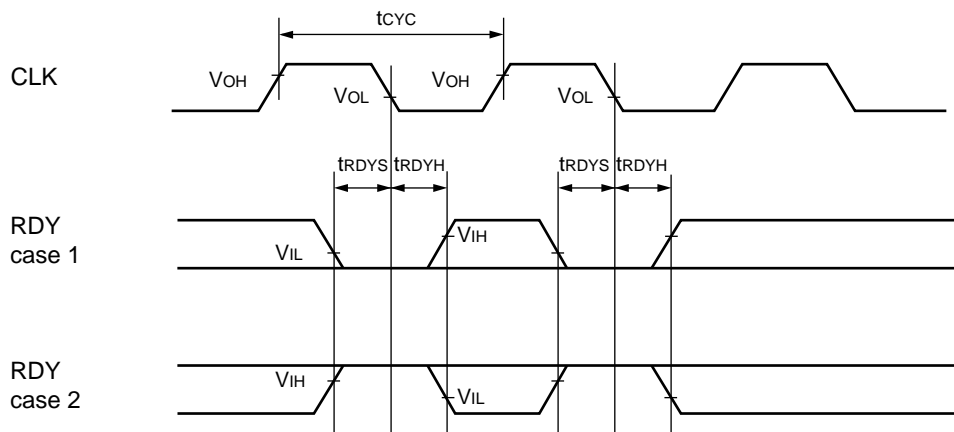 tCYC
CLK
VOH
VOL
VOH
VOL
tRDYS
tRDYH
tRDYS
tRDYH
RDY
case 1
VIL
VIH
RDY
case 2
VIH
VIL